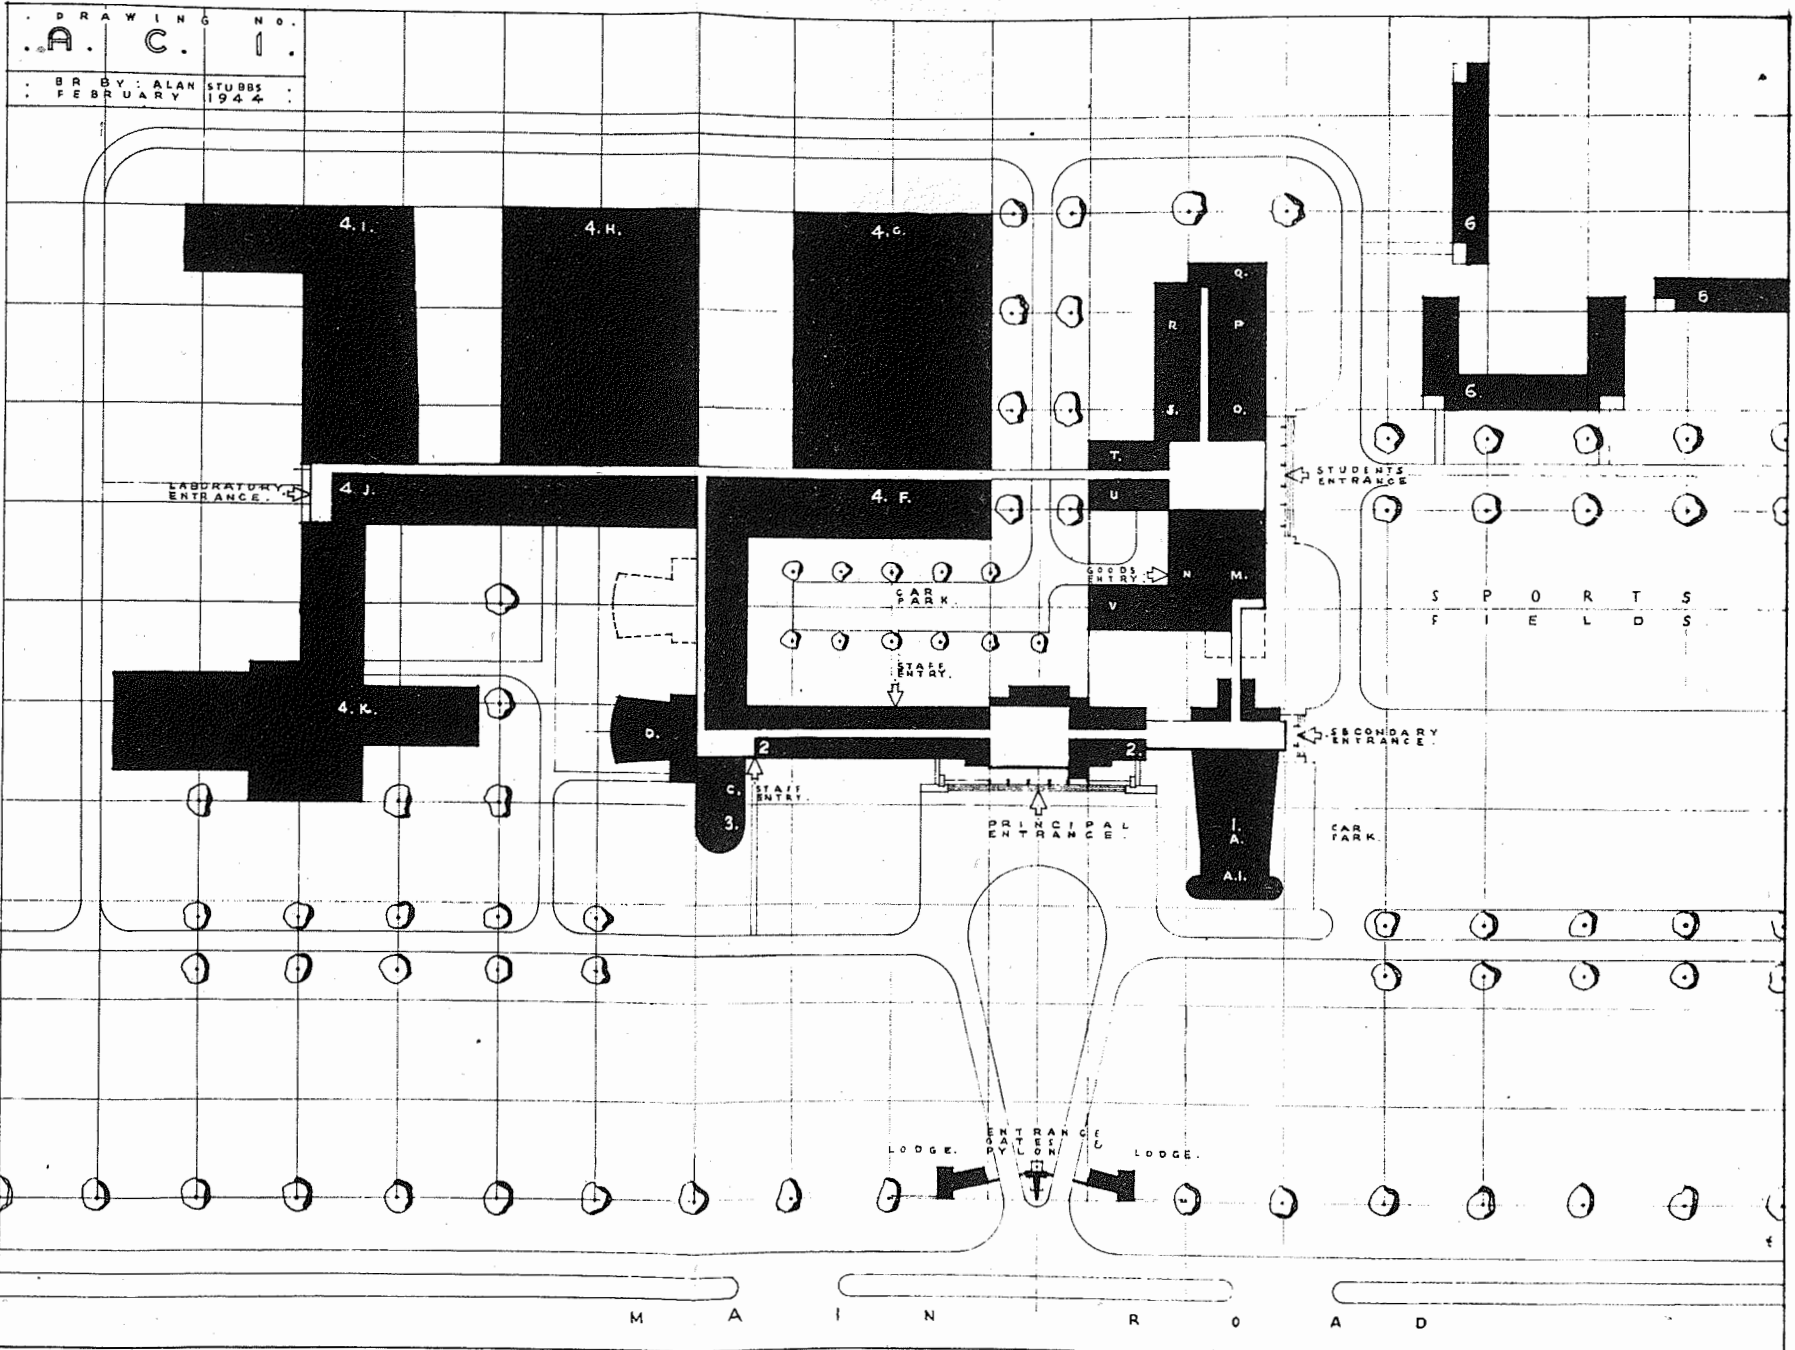 . DRAWING NO.
. A. C. 1.
: BR BY: ALAN STUBBS :
: FEBRUARY 1944 :
4. I.
4. H.
4. G.
6
Q.
6
R
P
6.
S.
O.
T.
STUDENTS
ENTRANCE
LABORATORY.
ENTRANCE.
4 J.
4. F.
U
GOODS
ENTRY.
N
M.
CAR
PARK.
V
SPORTS
FIELDS.
STAFF
ENTRY.
4. K.
D.
2
2.
SECONDARY
ENTRANCE.
C.
STAFF
ENTRY.
3.
PRINCIPAL
ENTRANCE.
1.
A.
CAR
PARK.
A.1.
LODGE.
ENTRANCE
GATES &
PYLON
LODGE.
MAIN ROAD